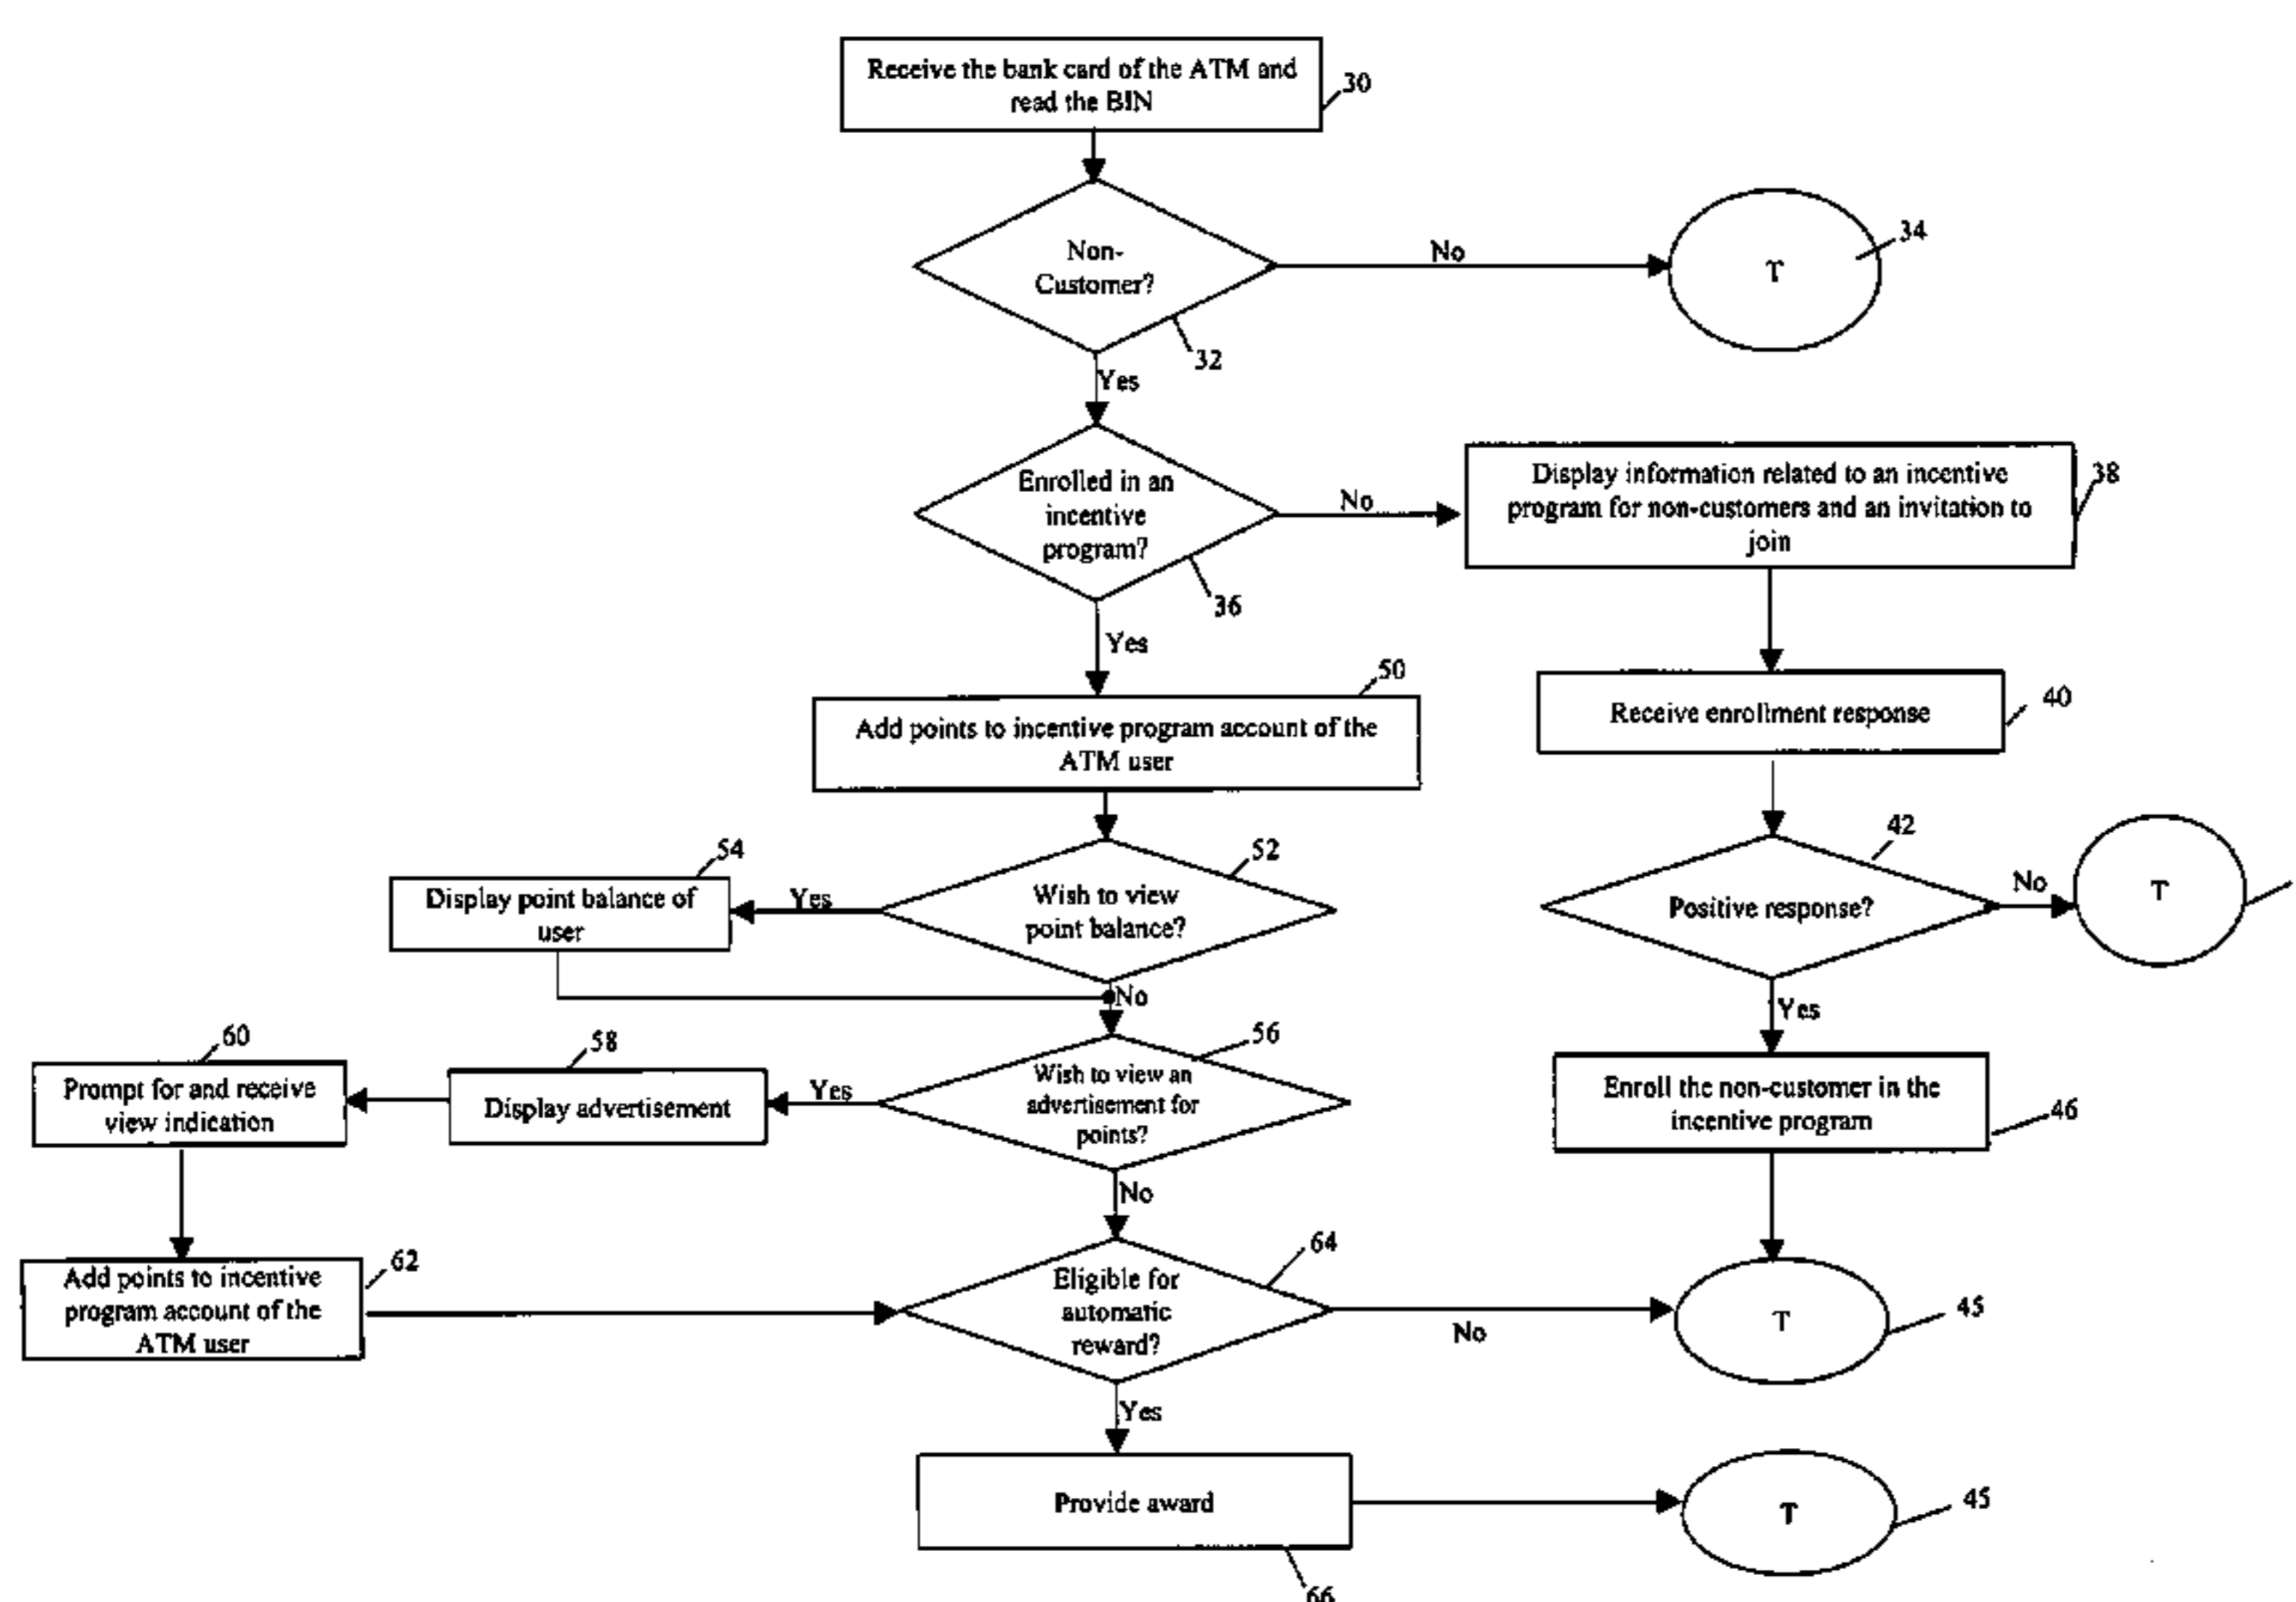 Receive the bank card of the ATM and
read the BIN
30
Non-
Customer?
32
No
T
34
Yes
Enrolled in an
incentive
program?
36
No
Display information related to an incentive
program for non-customers and an invitation to
join
38
Yes
50
Add points to incentive program account of the
ATM user
Receive enrollment response
40
54
Display point balance of
user
Yes
52
Wish to view
point balance?
42
Positive response?
No
T
No
Yes
60
Prompt for and receive
view indication
58
Display advertisement
Yes
56
Wish to view an
advertisement for
points?
Enroll the non-customer in the
incentive program
46
No
62
Add points to incentive
program account of the
ATM user
64
Eligible for
automatic
reward?
No
T
45
Yes
Provide award
66
T
45